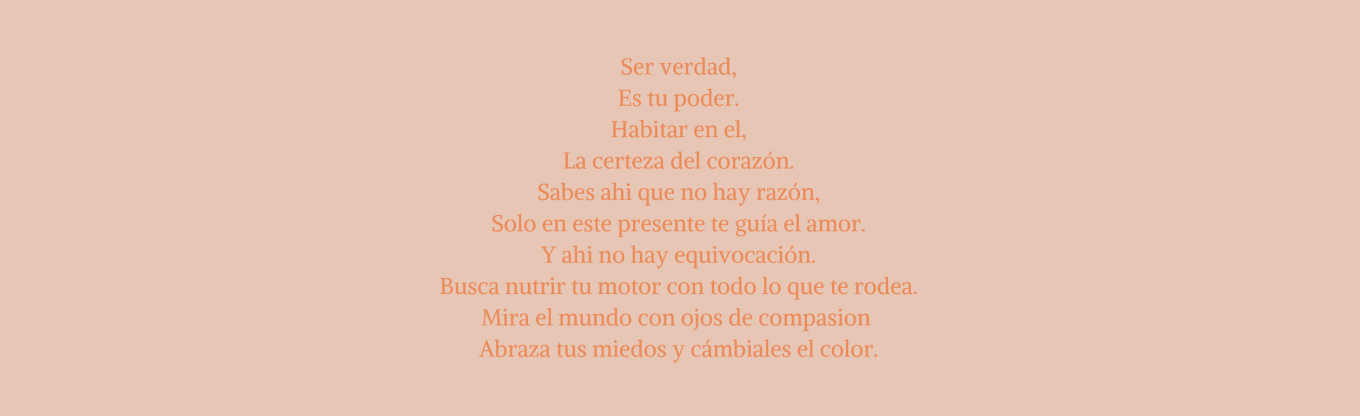 Ser verdad,
Es tu poder.
Habitar en el,
La certeza del corazón.
Sabes ahi que no hay razón,
Solo en este presente te guía el amor.
Y ahi no hay equivocación.
Busca nutrir tu motor con todo lo que te rodea.
Mira el mundo con ojos de compasion
Abraza tus miedos y cámbiales el color.